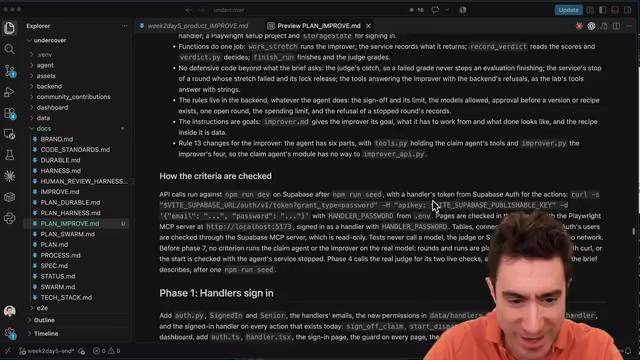 undercover
18
Update
Explorer
week2day5_product_IMPROVE.md
Preview PLAN_IMPROVE.md
undercover
.venv
agent
assets
backend
community_contributions
dashboard
data
docs
BRAND.md
CODE_STANDARDS.md
DURABLE.md
HARNESS.md
HUMAN_REVIEW_HARNESS...
IMPROVE.md
PLAN_DURABLE.md
PLAN_HARNESS.md
PLAN_IMPROVE.md U
PLAN_SWARM.md
PLAN.md
PROCESS.md
SPEC.md
STATUS.md
SWARM.md
TECH_STACK.md
e2e
Outline
Timeline
week2day5-end*
0 0
handler; a Playwright setup project and storageState for signing in.
Functions do one job: work_stretch runs the improver; the service records what it returns; record_verdict reads the scores and
verdict.py decides; finish_run finishes and the judge grades.
No defensive code beyond what the brief asks: the judge's catch, so a failed grade never stops an evaluation finishing; the service's stop
of a round whose stretch failed and its lock release; the tools answering the improver with the backend's refusals, as the lab's tools
answer with strings.
The rules live in the backend, whatever the agent does: the sign-off and its limit, the models allowed, approval before a version or recipe
exists, one open round, the spending limit, and the refusal of a stopped round's records.
The instructions are goals: improver.md gives the improver its goal, what it has to work from and what done looks like, and the recipe
inside it is data.
Rule 13 changes for the improver: the agent has six parts, with tools.py holding the claim agent's tools and improver.py the
improver's four, so the claim agent's module has no way to improver_api.py.
How the criteria are checked
API calls run against npm run dev on Supabase after npm run seed, with a handler's token from Supabase Auth for the actions: curl -s
"$VITE_SUPABASE_URL/auth/v1/token?grant_type=password" -H "apikey: $VITE_SUPABASE_PUBLISHABLE_KEY" -d
'{"email": "...", "password": "..."}' with HANDLER_PASSWORD from .env. Pages are checked in the with the Playwright
MCP server at http://localhost:5173, signed in as a handler with HANDLER_PASSWORD. Tables, Auth's
users are checked through the Supabase MCP server, which is read-only. Tests never call a model, the judge or S network.
Before phase 7, no criterion runs the claim agent or the improver on the real model: rounds and runs are pla h curl, or
the start is checked with the agent's service stopped. Phase 4 calls the real judge for its two live checks, a the brief
describes, after one npm run seed.
Phase 1: Handlers sign in
Add auth.py, SignedIn and Senior, the handlers' emails, the new permissions in data/handlers handler,
and the signed-in handler on every action that exists today: sign_off_claim, start_disp
dashboard, add auth.ts, handler.tsx, the sign-in page, the guard on every page, the